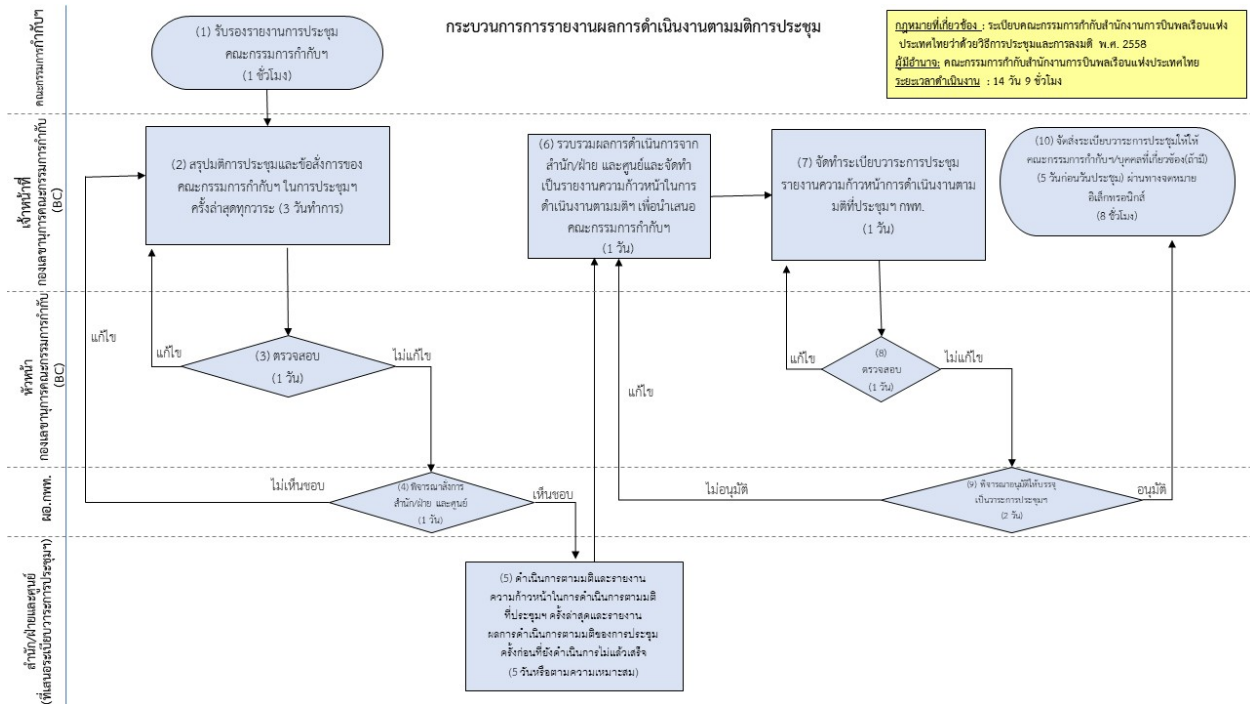 กระบวนการการรายงานผลการดำเนินงานตามมติการประชุม
กฎหมายที่เกี่ยวข้อง : ระเบียบคณะกรรมการกำกับสำนักงานการบินพลเรือนแห่ง
ประเทศไทยว่าด้วยวิธีการประชุมและการลงมติ พ.ศ. 2558
ผู้มีอำนาจ: คณะกรรมการกำกับสำนักงานการบินพลเรือนแห่งประเทศไทย
ระยะเวลาดำเนินงาน : 14 วัน 9 ชั่วโมง
คณะกรรมการกำกับฯ
(1) รับรองรายงานการประชุม
คณะกรรมการกำกับฯ
(1 ชั่วโมง)
เจ้าหน้าที่
กองเลขานุการคณะกรรมการกำกับ
(BC)
(2) สรุปมติการประชุมและข้อสั่งการของ
คณะกรรมการกำกับฯ ในการประชุมฯ
ครั้งล่าสุดทุกวาระ (3 วันทำการ)
(6) รวบรวมผลการดำเนินการจาก
สำนัก/ฝ่าย และศูนย์และจัดทำ
เป็นรายงานความก้าวหน้าในการ
ดำเนินงานตามมติฯ เพื่อนำเสนอ
คณะกรรมการกำกับฯ
(1 วัน)
(7) จัดทำระเบียบวาระการประชุม
รายงานความก้าวหน้าการดำเนินงานตาม
มติที่ประชุมฯ กพท.
(1 วัน)
(10) จัดส่งระเบียบวาระการประชุมให้ให้
คณะกรรมการกำกับฯ/บุคคลที่เกี่ยวข้อง(ถ้ามี)
(5 วันก่อนวันประชุม) ผ่านทางจดหมาย
อิเล็กทรอนิกส์
(8 ชั่วโมง)
หัวหน้า
กองเลขานุการคณะกรรมการกำกับ
(BC)
แก้ไข
แก้ไข
(3) ตรวจสอบ
(1 วัน)
ไม่แก้ไข
แก้ไข
แก้ไข
(8)
ตรวจสอบ
(1 วัน)
ไม่แก้ไข
ผอ.กพท.
ไม่เห็นชอบ
(4) พิจารณาสั่งการ
สำนัก/ฝ่าย และศูนย์
(1 วัน)
เห็นชอบ
ไม่อนุมัติ
(9) พิจารณาอนุมัติให้บรรจุ
เป็นวาระการประชุมฯ
(2 วัน)
อนุมัติ
สำนัก/ฝ่ายและศูนย์
(ที่เสนอระเบียบวาระการประชุมฯ)
(5) ดำเนินการตามมติและรายงาน
ความก้าวหน้าในการดำเนินการตามมติ
ที่ประชุมฯ ครั้งล่าสุดและรายงาน
ผลการดำเนินการตามมติของการประชุม
ครั้งก่อนที่ยังดำเนินการไม่แล้วเสร็จ
(5 วันหรือตามความเหมาะสม)